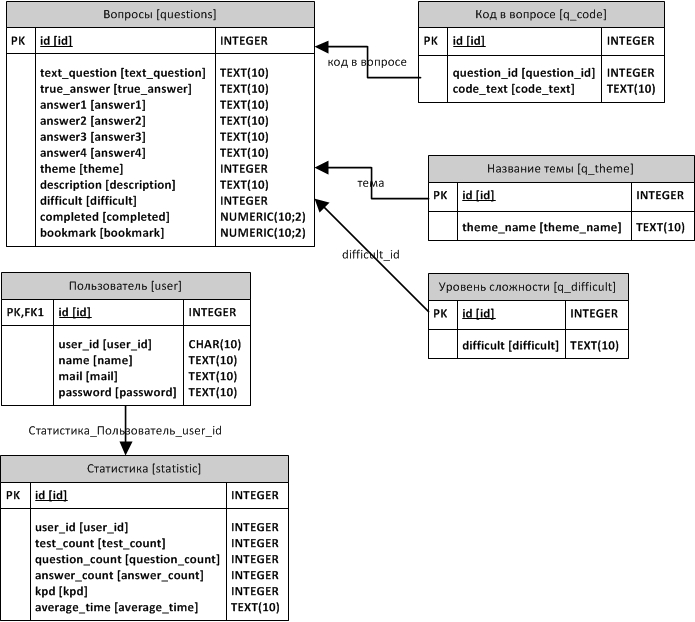 Вопросы [questions]
PK id [id] INTEGER
text_question [text_question] TEXT(10)
true_answer [true_answer] TEXT(10)
answer1 [answer1] TEXT(10)
answer2 [answer2] TEXT(10)
answer3 [answer3] TEXT(10)
answer4 [answer4] TEXT(10)
theme [theme] INTEGER
description [description] TEXT(10)
difficult [difficult] INTEGER
completed [completed] NUMERIC(10;2)
bookmark [bookmark] NUMERIC(10;2)
Код в вопросе [q_code]
PK id [id] INTEGER
question_id [question_id] INTEGER
code_text [code_text] TEXT(10)
код в вопросе
Название темы [q_theme]
PK id [id] INTEGER
theme_name [theme_name] TEXT(10)
тема
difficult_id
Уровень сложности [q_difficult]
PK id [id] INTEGER
difficult [difficult] TEXT(10)
Пользователь [user]
PK,FK1 id [id] INTEGER
user_id [user_id] CHAR(10)
name [name] TEXT(10)
mail [mail] TEXT(10)
password [password] TEXT(10)
Статистика_Пользователь_user_id
Статистика [statistic]
PK id [id] INTEGER
user_id [user_id] INTEGER
test_count [test_count] INTEGER
question_count [question_count] INTEGER
answer_count [answer_count] INTEGER
kpd [kpd] INTEGER
average_time [average_time] TEXT(10)